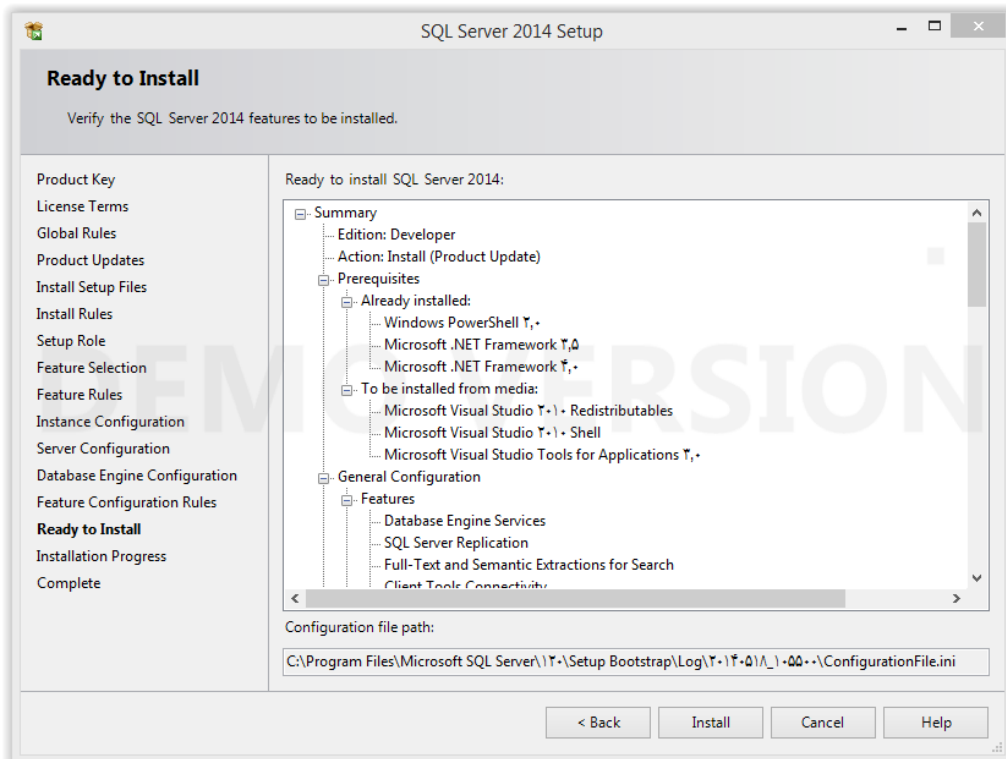 SQL Server 2014 Setup
Ready to Install
Verify the SQL Server 2014 features to be installed.
Product Key
License Terms
Global Rules
Product Updates
Install Setup Files
Install Rules
Setup Role
Feature Selection
Feature Rules
Instance Configuration
Server Configuration
Database Engine Configuration
Feature Configuration Rules
Ready to Install
Installation Progress
Complete
Ready to install SQL Server 2014:
Summary
Edition: Developer
Action: Install (Product Update)
Prerequisites
Already installed:
Windows PowerShell ۲,۰
Microsoft .NET Framework ۳,۵
Microsoft .NET Framework ۴,۰
To be installed from media:
Microsoft Visual Studio ۲۰۱۰ Redistributables
Microsoft Visual Studio ۲۰۱۰ Shell
Microsoft Visual Studio Tools for Applications ۳,۰
General Configuration
Features
Database Engine Services
SQL Server Replication
Full-Text and Semantic Extractions for Search
Client Tools Connectivity
Configuration file path:
C:\Program Files\Microsoft SQL Server\۱۲۰\Setup Bootstrap\Log\۲۰۱۴۰۵۱۸_۱۰۵۵۰۰\ConfigurationFile.ini
< Back
Install
Cancel
Help
DEMO VERSION